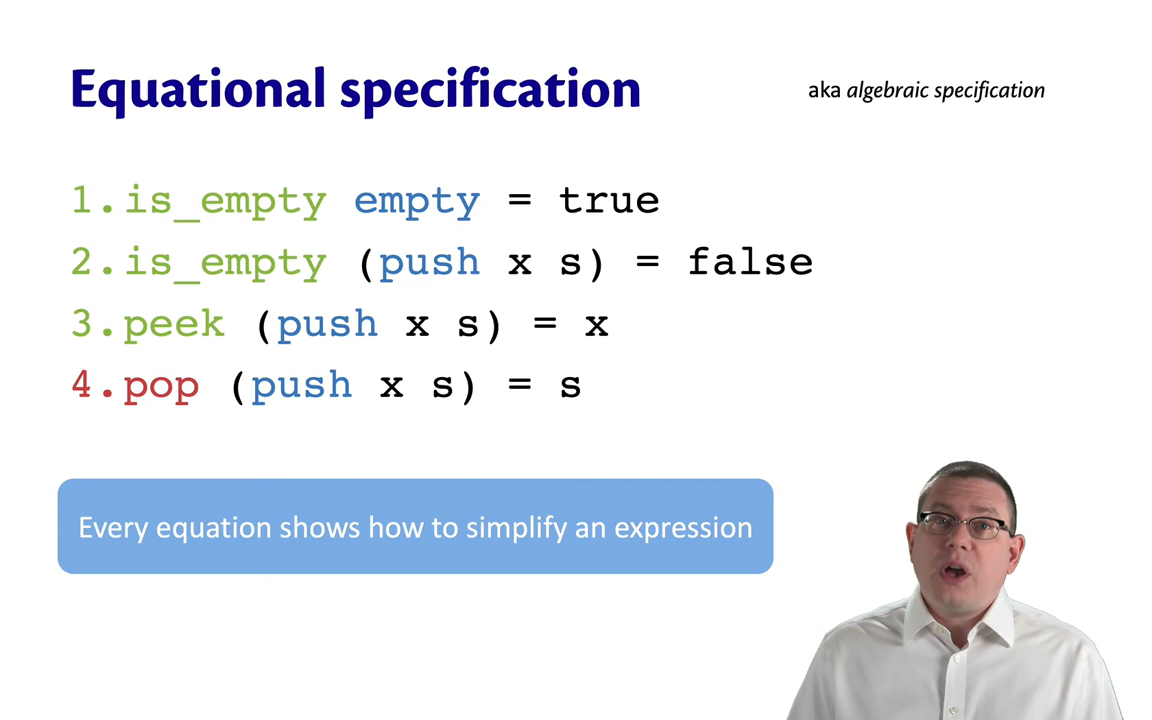 Equational specification
aka algebraic specification
1.is_empty empty = true
2.is_empty (push x s) = false
3.peek (push x s) = x
4.pop (push x s) = s
Every equation shows how to simplify an expression